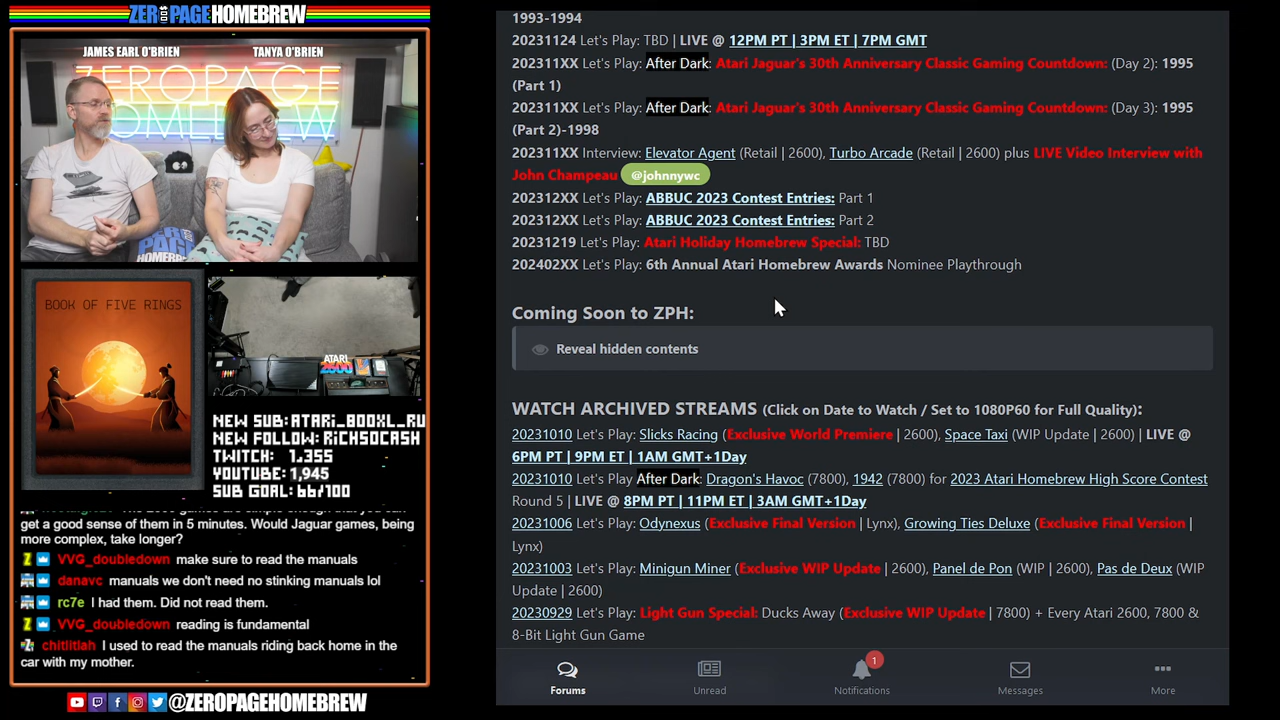 ZERO PAGE HOMEBREW
JAMES EARL O'BRIEN
TANYA O'BRIEN
ZEROPAGE
HOMEBREW
ZERO
PAGE
HOMEBREW
BOOK OF FIVE RINGS
ATARI
2600
NEW SUB:ATARI_800XL_RU
NEW FOLLOW:RICHSOCASH
TWITCH: 1,355
YOUTUBE: 1,945
SUB GOAL:66/100
get a good sense of them in 5 minutes. Would Jaguar games, being
more complex, take longer?
VVG_doubledown make sure to read the manuals
danavc manuals we don't need no stinking manuals lol
rc7e I had them. Did not read them.
VVG_doubledown reading is fundamental
chitlitlah I used to read the manuals riding back home in the
car with my mother.
@ZEROPAGEHOMEBREW
1993-1994
20231124 Let's Play: TBD | LIVE @ 12PM PT | 3PM ET | 7PM GMT
202311XX Let's Play: After Dark: Atari Jaguar's 30th Anniversary Classic Gaming Countdown: (Day 2): 1995
(Part 1)
202311XX Let's Play: After Dark: Atari Jaguar's 30th Anniversary Classic Gaming Countdown: (Day 3): 1995
(Part 2)-1998
202311XX Interview: Elevator Agent (Retail | 2600), Turbo Arcade (Retail | 2600) plus LIVE Video Interview with
John Champeau @johnnywc
202312XX Let's Play: ABBUC 2023 Contest Entries: Part 1
202312XX Let's Play: ABBUC 2023 Contest Entries: Part 2
20231219 Let's Play: Atari Holiday Homebrew Special: TBD
202402XX Let's Play: 6th Annual Atari Homebrew Awards Nominee Playthrough
Coming Soon to ZPH:
Reveal hidden contents
WATCH ARCHIVED STREAMS (Click on Date to Watch / Set to 1080P60 for Full Quality):
20231010 Let's Play: Slicks Racing (Exclusive World Premiere | 2600), Space Taxi (WIP Update | 2600) | LIVE @
6PM PT | 9PM ET | 1AM GMT+1Day
20231010 Let's Play After Dark: Dragon's Havoc (7800), 1942 (7800) for 2023 Atari Homebrew High Score Contest
Round 5 | LIVE @ 8PM PT | 11PM ET | 3AM GMT+1Day
20231006 Let's Play: Odynexus (Exclusive Final Version | Lynx), Growing Ties Deluxe (Exclusive Final Version |
Lynx)
20231003 Let's Play: Minigun Miner (Exclusive WIP Update | 2600), Panel de Pon (WIP | 2600), Pas de Deux (WIP
Update | 2600)
20230929 Let's Play: Light Gun Special: Ducks Away (Exclusive WIP Update | 7800) + Every Atari 2600, 7800 &
8-Bit Light Gun Game
1
Forums
Unread
Notifications
Messages
More